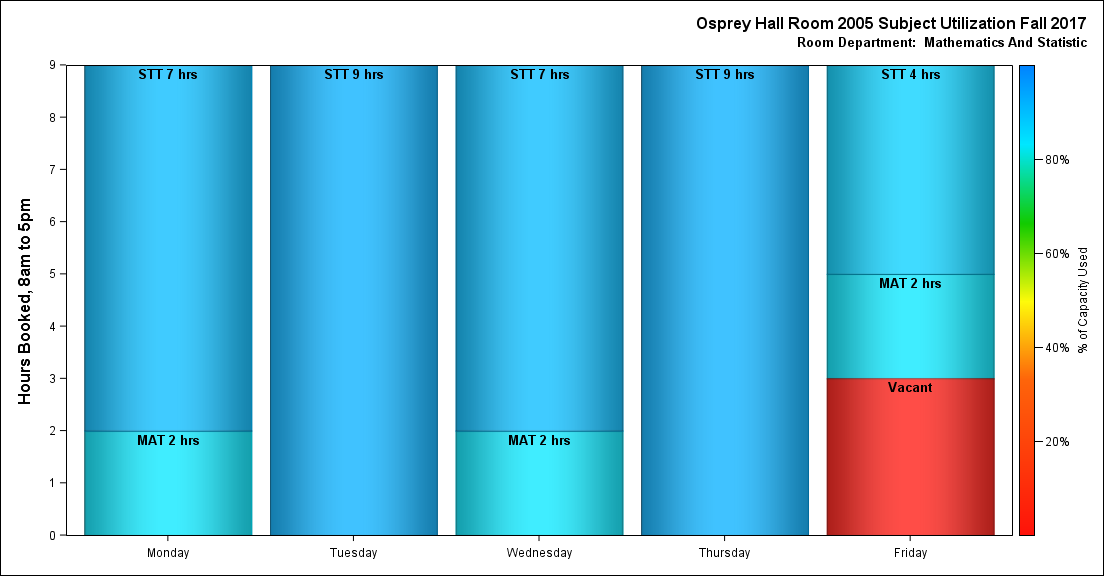 Osprey Hall Room 2005 Subject Utilization Fall 2017
Room Department:  Mathematics And Statistic
Hours Booked, 8am to 5pm
9
8
7
6
5
4
3
2
1
0
STT 7 hrs
MAT 2 hrs
STT 9 hrs
STT 7 hrs
MAT 2 hrs
STT 9 hrs
STT 4 hrs
MAT 2 hrs
Vacant
Monday
Tuesday
Wednesday
Thursday
Friday
80%
60%
40%
20%
% of Capacity Used